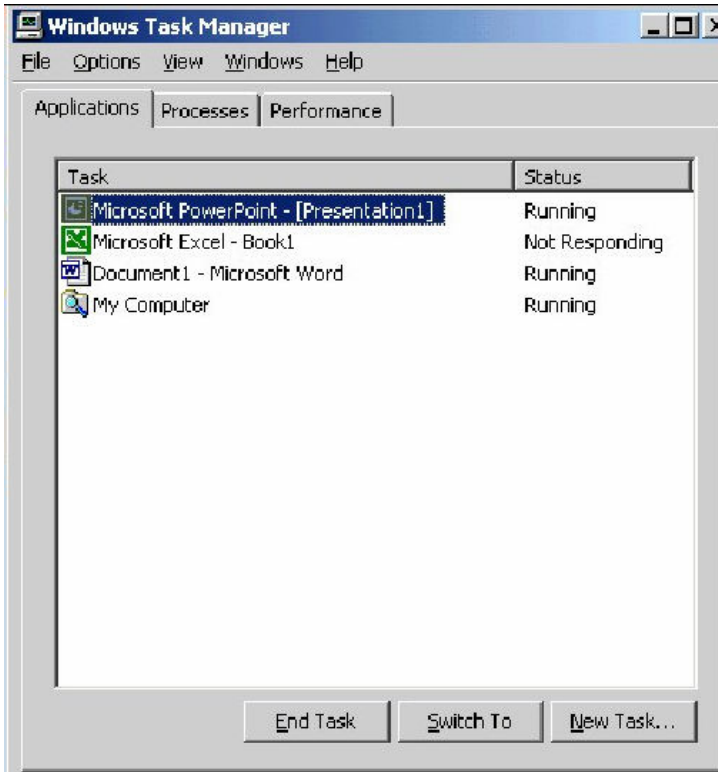 Windows Task Manager
File Options View Windows Help
Applications Processes Performance
Task Status
Microsoft PowerPoint - [Presentation1] Running
Microsoft Excel - Book1 Not Responding
Document1 - Microsoft Word Running
My Computer Running
End Task Switch To New Task...